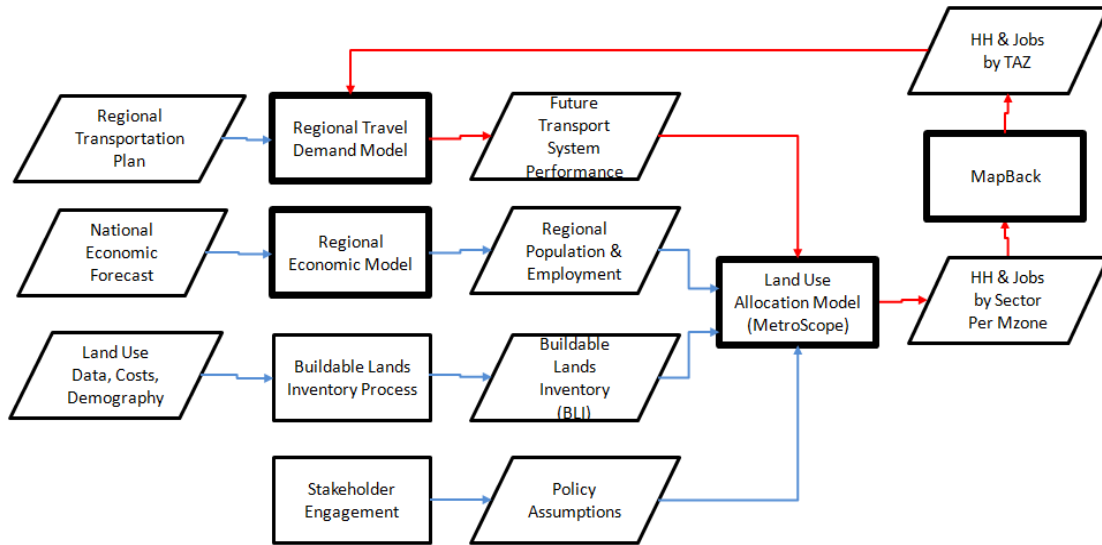 HH & Jobs
by TAZ
Regional
Transportation
Plan
Regional Travel
Demand Model
Future
Transport
System
Performance
MapBack
National
Economic
Forecast
Regional
Economic Model
Regional
Population &
Employment
Land Use
Allocation Model
(MetroScope)
HH & Jobs
by Sector
Per Mzone
Land Use
Data, Costs,
Demography
Buildable Lands
Inventory Process
Buildable
Lands
Inventory
(BLI)
Stakeholder
Engagement
Policy
Assumptions